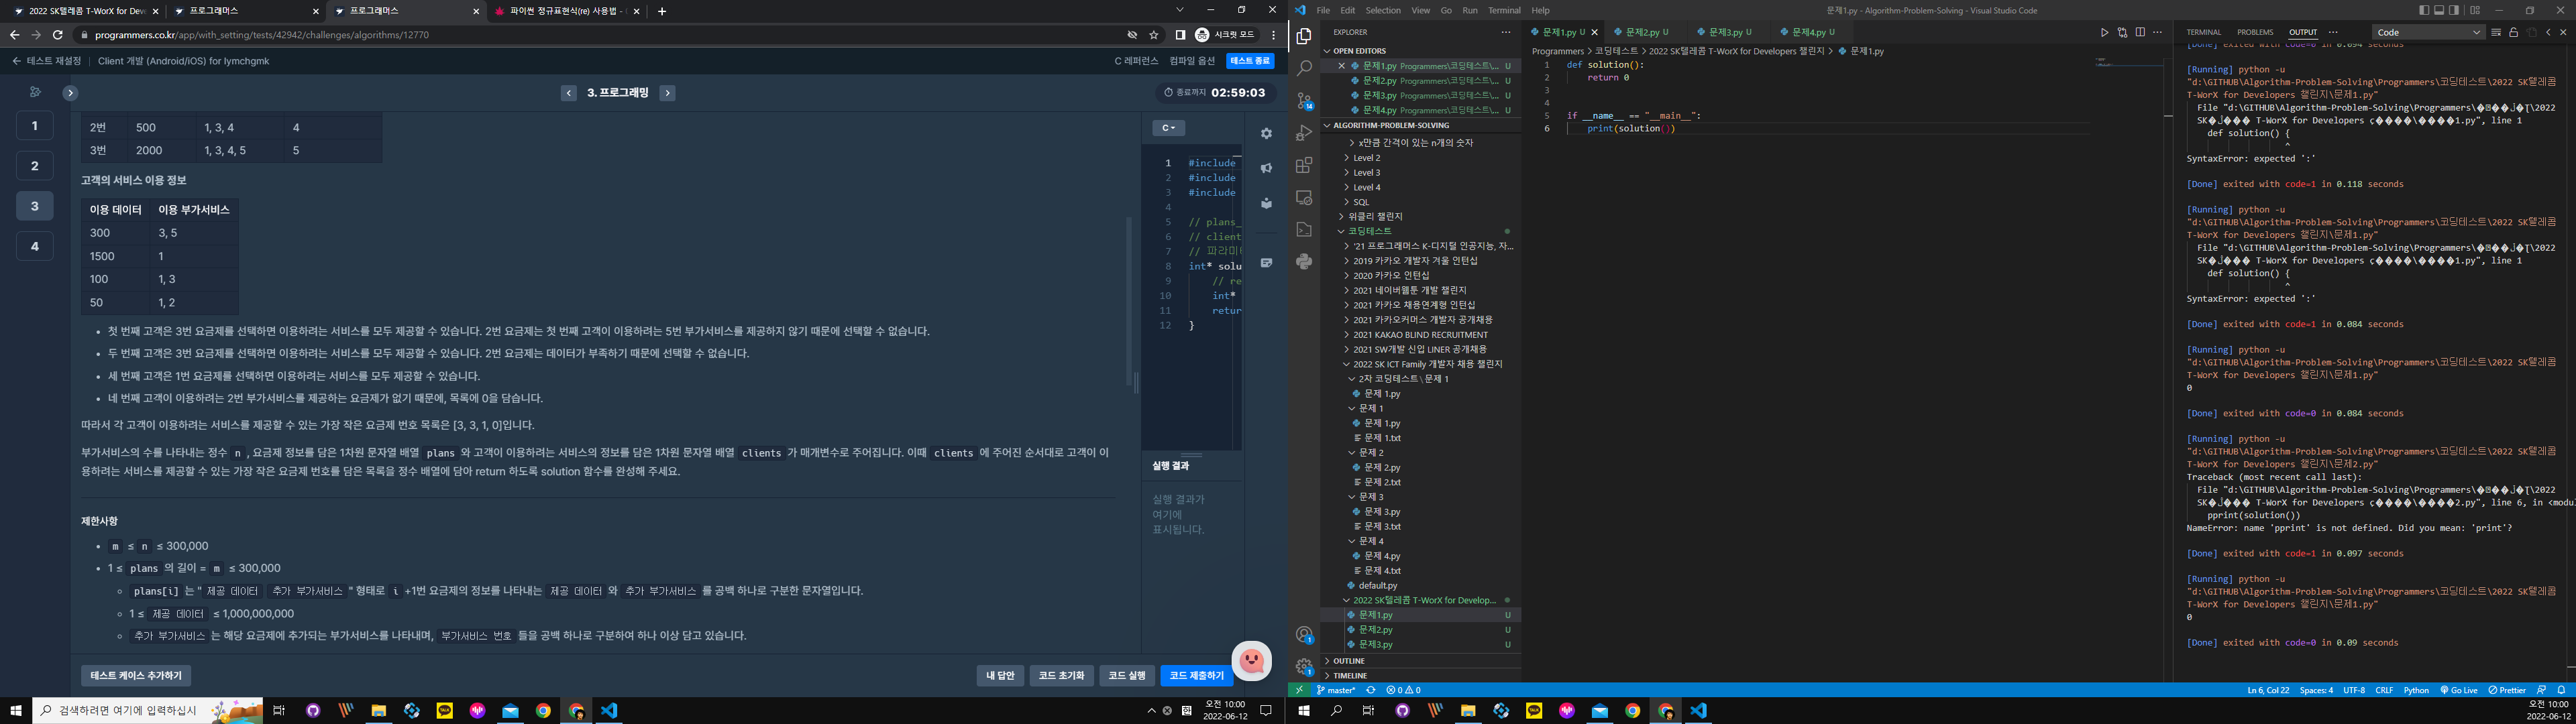 2022 SK텔레콤 T-WorX for Deve
프로그래머스
프로그래머스
파이썬 정규표현식(re) 사용법 -
programmers.co.kr/app/with_setting/tests/42942/challenges/algorithms/12770
시크릿 모드
테스트 재설정
Client 개발 (Android/iOS) for lymchgmk
C 레퍼런스
컴파일 옵션
테스트 종료
3. 프로그래밍
종료까지 02:59:03
1
2
3
4
2번 500 1, 3, 4 4
3번 2000 1, 3, 4, 5 5
고객의 서비스 이용 정보
이용 데이터 이용 부가서비스
300 3, 5
1500 1
100 1, 3
50 1, 2
• 첫 번째 고객은 3번 요금제를 선택하면 이용하려는 서비스를 모두 제공할 수 있습니다. 2번 요금제는 첫 번째 고객이 이용하려는 5번 부가서비스를 제공하지 않기 때문에 선택할 수 없습니다.
• 두 번째 고객은 3번 요금제를 선택하면 이용하려는 서비스를 모두 제공할 수 있습니다. 2번 요금제는 데이터가 부족하기 때문에 선택할 수 없습니다.
• 세 번째 고객은 1번 요금제를 선택하면 이용하려는 서비스를 모두 제공할 수 있습니다.
• 네 번째 고객이 이용하려는 2번 부가서비스를 제공하는 요금제가 없기 때문에, 목록에 0을 담습니다.
따라서 각 고객이 이용하려는 서비스를 제공할 수 있는 가장 작은 요금제 번호 목록은 [3, 3, 1, 0]입니다.
부가서비스의 수를 나타내는 정수 n , 요금제 정보를 담은 1차원 문자열 배열 plans 와 고객이 이용하려는 서비스의 정보를 담은 1차원 문자열 배열 clients 가 매개변수로 주어집니다. 이때 clients 에 주어진 순서대로 고객이 이
용하려는 서비스를 제공할 수 있는 가장 작은 요금제 번호를 담은 목록을 정수 배열에 담아 return 하도록 solution 함수를 완성해 주세요.
제한사항
• m ≤ n ≤ 300,000
• 1 ≤ plans 의 길이 = m ≤ 300,000
◦ plans[i] 는 "제공 데이터 추가 부가서비스" 형태로 i +1번 요금제의 정보를 나타내는 제공 데이터 와 추가 부가서비스 를 공백 하나로 구분한 문자열입니다.
◦ 1 ≤ 제공 데이터 ≤ 1,000,000,000
◦ 추가 부가서비스 는 해당 요금제에 추가되는 부가서비스를 나타내며, 부가서비스 번호 들을 공백 하나로 구분하여 하나 이상 담고 있습니다.
C
1 #include
2 #include
3 #include
4
5 // plans_
6 // client
7 // 파라미
8 int* solu
9 // re
10 int*
11 retur
12 }
실행 결과
실행 결과가
여기에
표시됩니다.
테스트 케이스 추가하기
내 답안
코드 초기화
코드 실행
코드 제출하기
검색하려면 여기에 입력하십시
오전 10:00
2022-06-12
File Edit Selection View Go Run Terminal Help
문제1.py - Algorithm-Problem-Solving - Visual Studio Code
EXPLORER
OPEN EDITORS
문제1.py Programmers\코딩테스트\... U
문제2.py Programmers\코딩테스트\... U
문제3.py Programmers\코딩테스트\... U
문제4.py Programmers\코딩테스트\... U
ALGORITHM-PROBLEM-SOLVING
x만큼 간격이 있는 n개의 숫자
Level 2
Level 3
Level 4
SQL
위클리 챌린지
코딩테스트
'21 프로그래머스 K-디지털 인공지능, 자...
2019 카카오 개발자 겨울 인턴십
2020 카카오 인턴십
2021 네이버웹툰 개발 챌린지
2021 카카오 채용연계형 인턴십
2021 카카오커머스 개발자 공개채용
2021 KAKAO BLIND RECRUITMENT
2021 SW개발 신입 LINER 공개채용
2022 SK ICT Family 개발자 채용 챌린지
2차 코딩테스트 \ 문제 1
문제 1.py
문제 1
문제 1.py
문제 1.txt
문제 2
문제 2.py
문제 2.txt
문제 3
문제 3.py
문제 3.txt
문제 4
문제 4.py
문제 4.txt
default.py
2022 SK텔레콤 T-WorX for Develop...
문제1.py U
문제2.py U
문제3.py U
OUTLINE
TIMELINE
문제1.py U
문제2.py U
문제3.py U
문제4.py U
Programmers > 코딩테스트 > 2022 SK텔레콤 T-WorX for Developers 챌린지 > 문제1.py
1 def solution():
2 return 0
3
4
5 if __name__ == "__main__":
6 print(solution())
TERMINAL PROBLEMS OUTPUT ...
Code
[Done] exited with code=0 in 0.094 seconds
[Running] python -u
"d:\GITHUB\Algorithm-Problem-Solving\Programmers\코딩테스트\2022 SK텔레콤
T-WorX for Developers 챌린지\문제1.py"
File "d:\GITHUB\Algorithm-Problem-Solving\Programmers\
T-WorX for Developers
1.py", line 1
def solution() {
^
SyntaxError: expected ':'
[Done] exited with code=1 in 0.118 seconds
[Running] python -u
"d:\GITHUB\Algorithm-Problem-Solving\Programmers\코딩테스트\2022 SK텔레콤
T-WorX for Developers 챌린지\문제1.py"
File "d:\GITHUB\Algorithm-Problem-Solving\Programmers\
T-WorX for Developers
1.py", line 1
def solution() {
^
SyntaxError: expected ':'
[Done] exited with code=1 in 0.084 seconds
[Running] python -u
"d:\GITHUB\Algorithm-Problem-Solving\Programmers\코딩테스트\2022 SK텔레콤
T-WorX for Developers 챌린지\문제1.py"
0
[Done] exited with code=0 in 0.084 seconds
[Running] python -u
"d:\GITHUB\Algorithm-Problem-Solving\Programmers\코딩테스트\2022 SK텔레콤
T-WorX for Developers 챌린지\문제2.py"
Traceback (most recent call last):
File "d:\GITHUB\Algorithm-Problem-Solving\Programmers\
T-WorX for Developers
2.py", line 6, in <modu
pprint(solution())
NameError: name 'pprint' is not defined. Did you mean: 'print'?
[Done] exited with code=1 in 0.097 seconds
[Running] python -u
"d:\GITHUB\Algorithm-Problem-Solving\Programmers\코딩테스트\2022 SK텔레콤
T-WorX for Developers 챌린지\문제1.py"
0
[Done] exited with code=0 in 0.09 seconds
master* 0 0
Ln 6, Col 22 Spaces: 4 UTF-8 CRLF Python Go Live Prettier
오전 10:00
2022-06-12